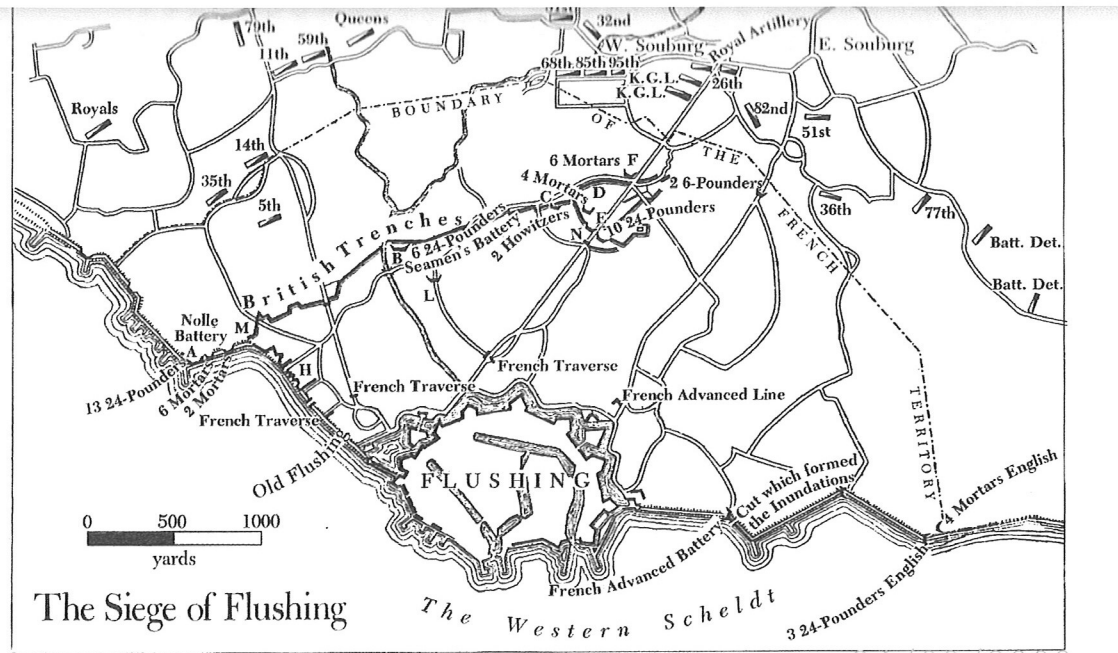 79th
Queens
32nd
Royal Artillery
11th
59th
W. Souburg
E. Souburg
68th 85th 95th
K.G.L.
K.G.L.
26th
Royals
BOUNDARY
OF
THE
FRENCH
TERRITORY
82nd
51st
14th
35th
5th
6 Mortars F
4 Mortars
C
D
E
N
2 6-Pounders
10 24-Pounders
36th
77th
Batt. Det.
Batt. Det.
British Trenches
6 24-Pounders
Seamen's Battery
2 Howitzers
B
L
Nolle
Battery
M
A
H
13 24-Pounder
6 Mortars
2 Mortars
French Traverse
French Traverse
French Traverse
French Advanced Line
Old Flushing
FLUSHING
Cut which formed
the Inundations
4 Mortars English
French Advanced Battery
3 24-Pounders English
0 500 1000
yards
The Siege of Flushing
The Western Scheldt